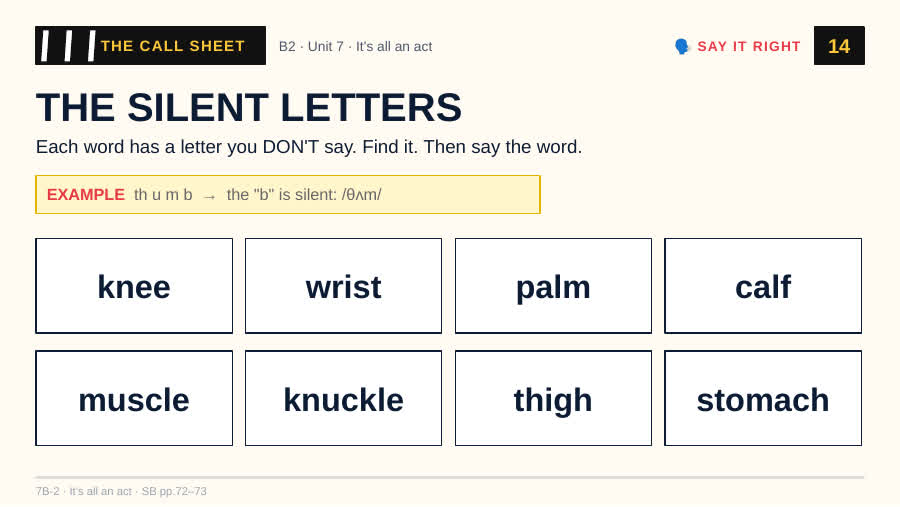 THE CALL SHEET B2 · Unit 7 · It's all an act 🗣️ SAY IT RIGHT 14
THE SILENT LETTERS
Each word has a letter you DON'T say. Find it. Then say the word.
EXAMPLE th u m b → the "b" is silent: /θʌm/
knee wrist palm calf
muscle knuckle thigh stomach
7B-2 · It's all an act · SB pp.72–73